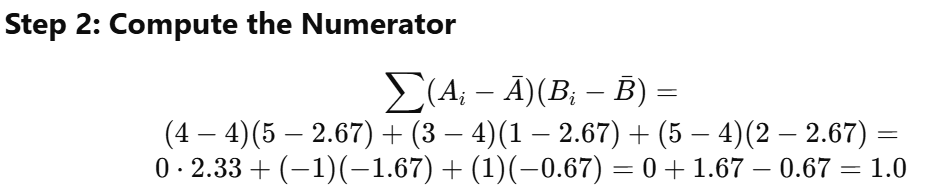 Step 2: Compute the Numerator
∑(Aᵢ − Ā)(Bᵢ − B̄) =
(4 − 4)(5 − 2.67) + (3 − 4)(1 − 2.67) + (5 − 4)(2 − 2.67) =
0 · 2.33 + (−1)(−1.67) + (1)(−0.67) = 0 + 1.67 − 0.67 = 1.0